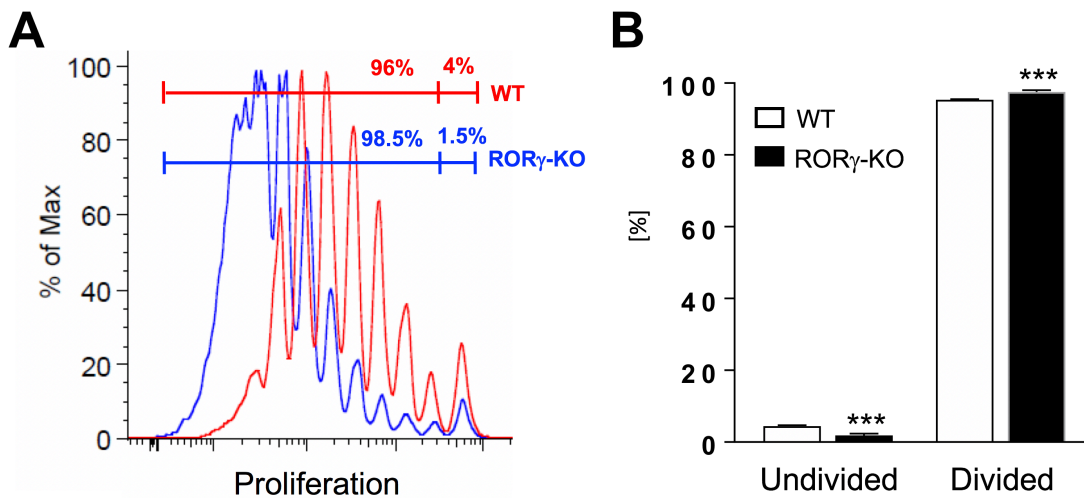 A
100
80
60
40
20
0
% of Max
96% 4%
WT
98.5% 1.5%
RORγ-KO
Proliferation
B
100
80
60
40
20
0
[%]
WT
RORγ-KO
***
***
Undivided Divided